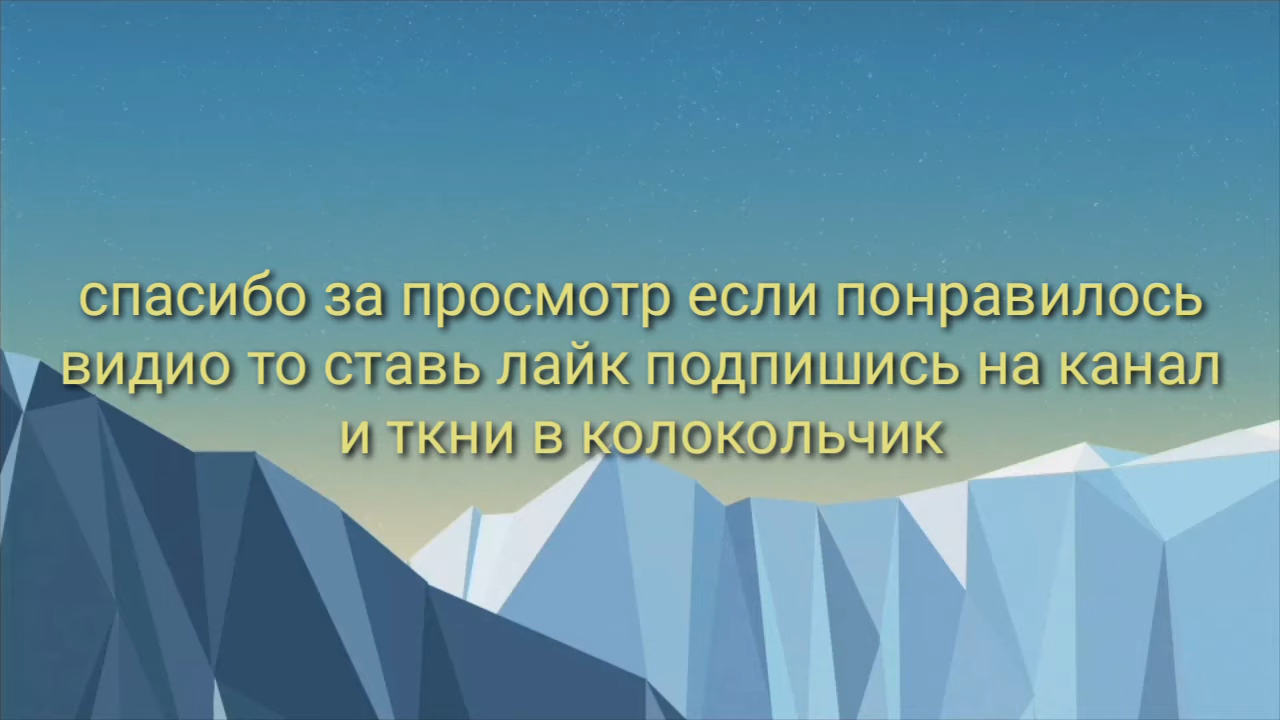 спасибо за просмотр если понравилось
видио то ставь лайк подпишись на канал
и ткни в колокольчик